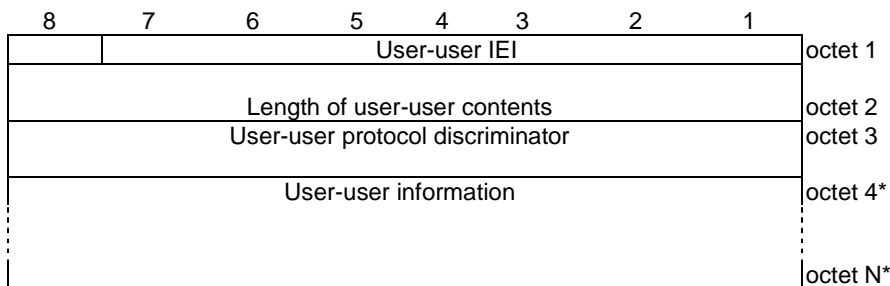 8 7 6 5 4 3 2 1
User-user IEI octet 1
Length of user-user contents octet 2
User-user protocol discriminator octet 3
User-user information octet 4*
octet N*